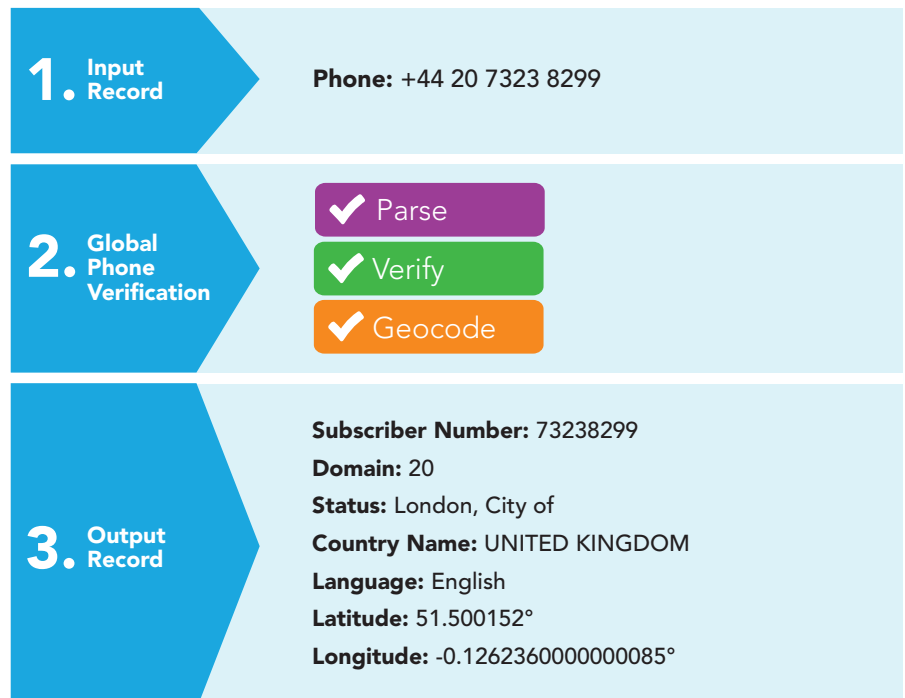 1. Input
Record
Phone: +44 20 7323 8299
2. Global
Phone
Verification
Parse
Verify
Geocode
3. Output
Record
Subscriber Number: 73238299
Domain: 20
Status: London, City of
Country Name: UNITED KINGDOM
Language: English
Latitude: 51.500152°
Longitude: -0.1262360000000085°